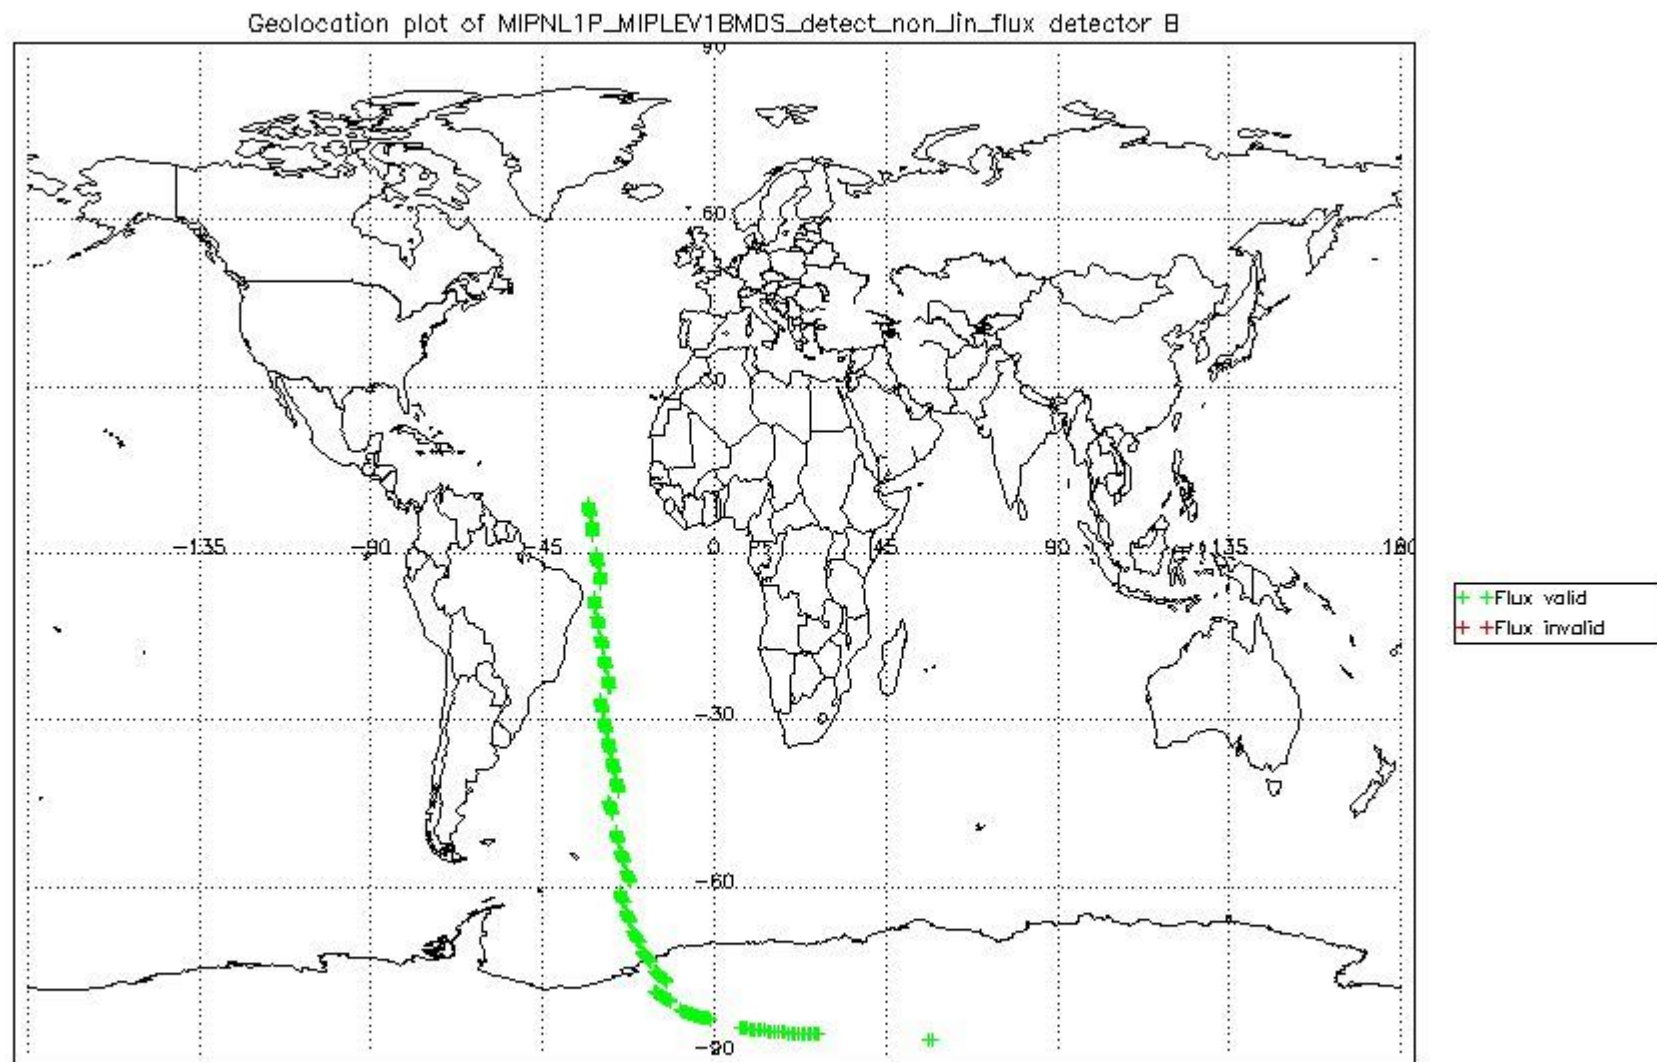 Geolocation plot of MIPNL1P_MIPLEV1BMDS_detect_non_lin_flux detector B
90
60
30
-135 -90 -45 0 45 90 135 180
-30
-60
-90
+ +Flux valid
+ +Flux invalid